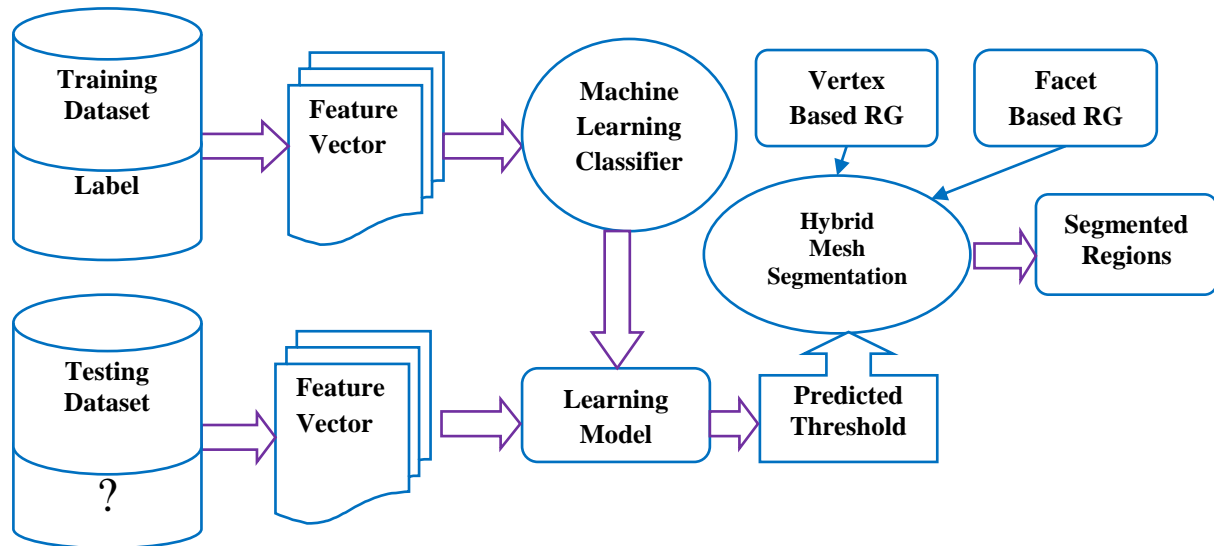 Training
Dataset
Label
Feature
Vector
Machine
Learning
Classifier
Vertex
Based RG
Facet
Based RG
Hybrid
Mesh
Segmentation
Segmented
Regions
Testing
Dataset
?
Feature
Vector
Learning
Model
Predicted
Threshold